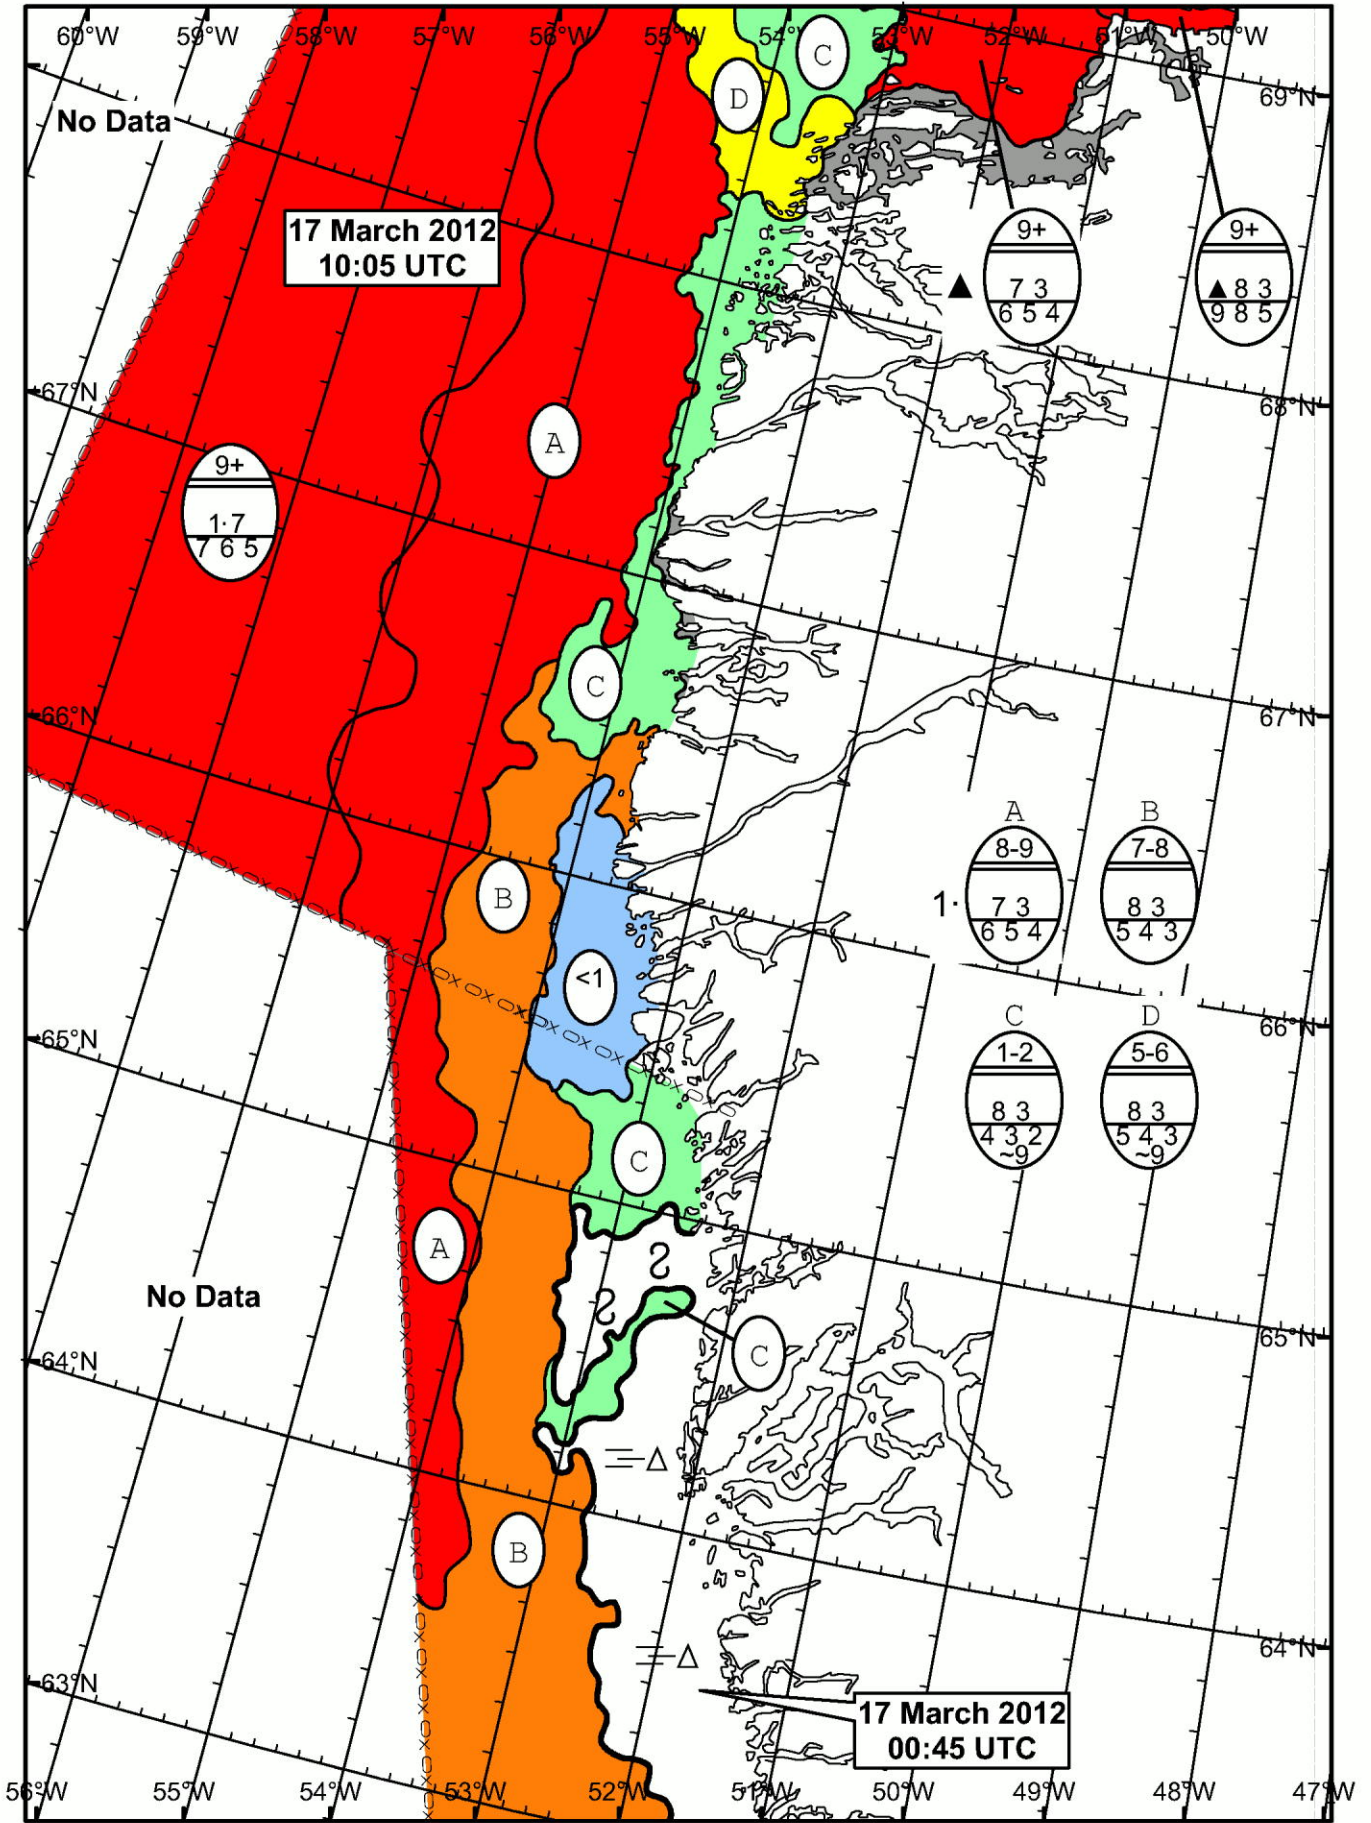 60°W 59°W 58°W 57°W 56°W 55°W 54°W 53°W 52°W 51°W 50°W
C
69°N
D
No Data
17 March 2012
10:05 UTC
9+
7 3
6 5 4
9+
▲ 8 3
9 8 5
67°N
68°N
A
9+
1·7
7 6 5
C
66°N
67°N
A
8-9
1·
7 3
6 5 4
B
7-8
8 3
5 4 3
B
<1
65°N
66°N
C
1-2
8 3
4 3 2
~9
D
5-6
8 3
5 4 3
~9
C
A
No Data
65°N
C
64°N
B
64°N
63°N
17 March 2012
00:45 UTC
56°W 55°W 54°W 53°W 52°W 51°W 50°W 49°W 48°W 47°W